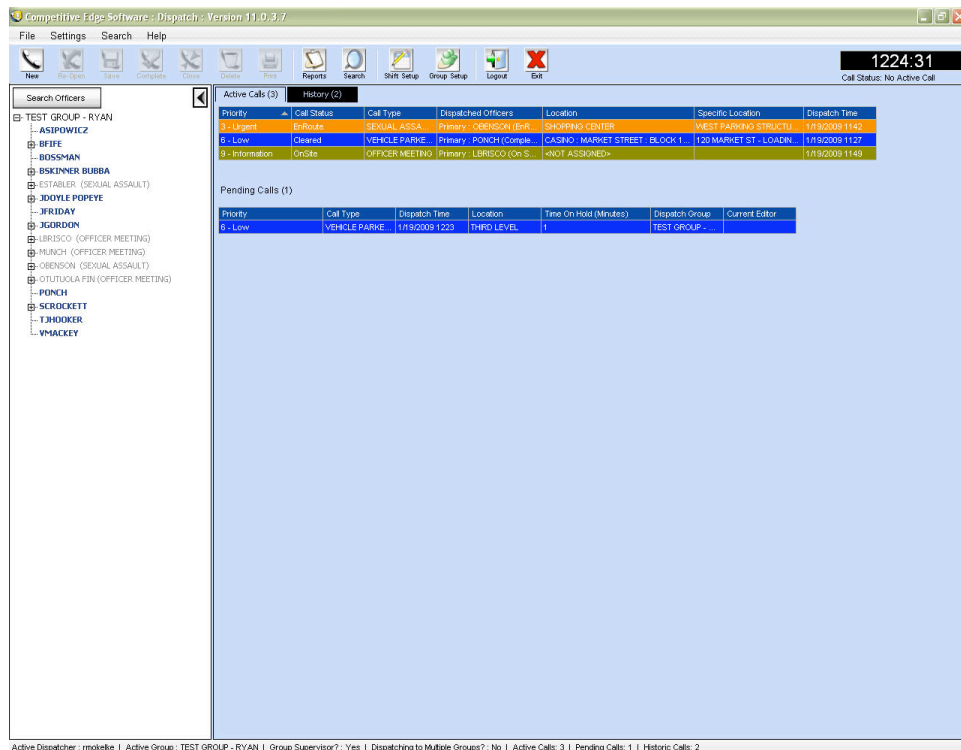 Competitive Edge Software : Dispatch : Version 11.0.3.7
File Settings Search Help
New Re-Open Save Complete Close Delete Print Reports Search Shift Setup Group Setup Logout Exit
1224:31
Call Status: No Active Call
Search Officers
TEST GROUP - RYAN
ASIPOWICZ
BFIFE
BOSSMAN
BSKINNER BUBBA
ESTABLER (SEXUAL ASSAULT)
JDOYLE POPEYE
JFRIDAY
JGORDON
LBRISCO (OFFICER MEETING)
MUNCH (OFFICER MEETING)
OBENSON (SEXUAL ASSAULT)
OTUTUOLA FIN (OFFICER MEETING)
PONCH
SCROCKETT
TJHOOKER
VMACKEY
Active Calls (3) History (2)
Priority Call Status Call Type Dispatched Officers Location Specific Location Dispatch Time
3 - Urgent EnRoute SEXUAL ASSA... Primary : OBENSON (EnR... SHOPPING CENTER WEST PARKING STRUCTU... 1/19/2009 1142
6 - Low Cleared VEHICLE PARKE... Primary : PONCH (Comple... CASINO : MARKET STREET : BLOCK 1... 120 MARKET ST - LOADIN... 1/19/2009 1127
9 - Information OnSite OFFICER MEETING Primary : LBRISCO (On S... <NOT ASSIGNED> 1/19/2009 1149
Pending Calls (1)
Priority Call Type Dispatch Time Location Time On Hold (Minutes) Dispatch Group Current Editor
6 - Low VEHICLE PARKE... 1/19/2009 1223 THIRD LEVEL 1 TEST GROUP - ...
Active Dispatcher : rmokelke | Active Group : TEST GROUP - RYAN | Group Supervisor? : Yes | Dispatching to Multiple Groups? : No | Active Calls: 3 | Pending Calls: 1 | Historic Calls: 2